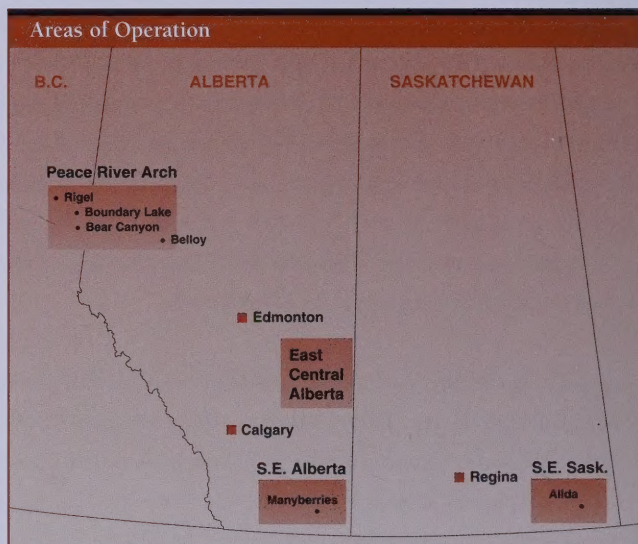 Areas of Operation
B.C.
ALBERTA
SASKATCHEWAN
Peace River Arch
Rigel
Boundary Lake
Bear Canyon
Belloy
Edmonton
East
Central
Alberta
Calgary
S.E. Alberta
Manyberries
Regina
S.E. Sask.
Alida